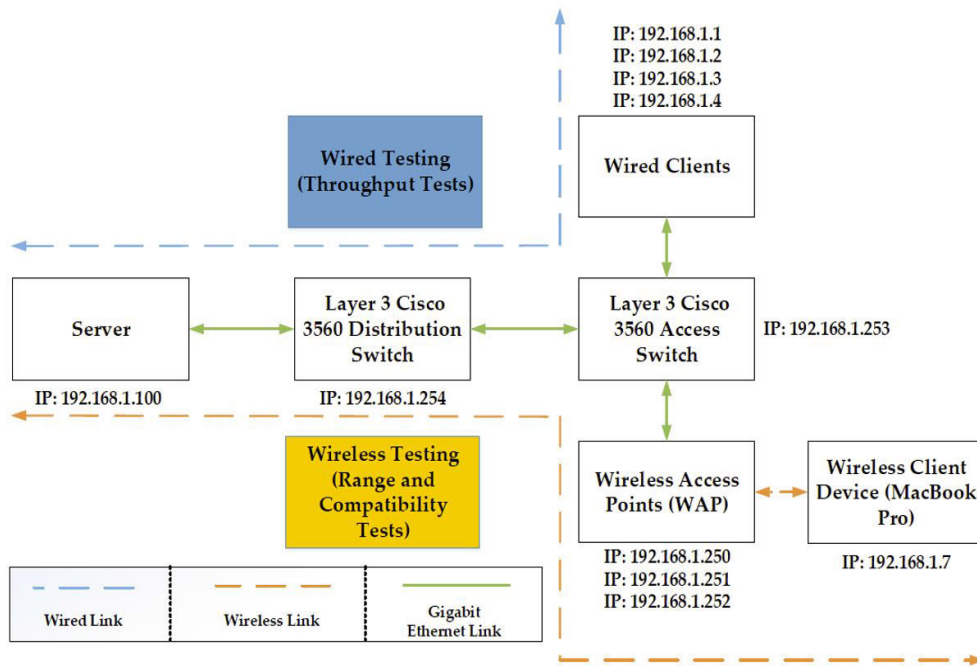 IP: 192.168.1.1
IP: 192.168.1.2
IP: 192.168.1.3
IP: 192.168.1.4
Wired Testing
(Throughput Tests)
Wired Clients
Server
Layer 3 Cisco
3560 Distribution
Switch
Layer 3 Cisco
3560 Access
Switch
IP: 192.168.1.253
IP: 192.168.1.100
IP: 192.168.1.254
Wireless Testing
(Range and
Compatibility
Tests)
Wireless Access
Points (WAP)
Wireless Client
Device (MacBook
Pro)
IP: 192.168.1.250
IP: 192.168.1.251
IP: 192.168.1.252
IP: 192.168.1.7
Wired Link
Wireless Link
Gigabit
Ethernet Link